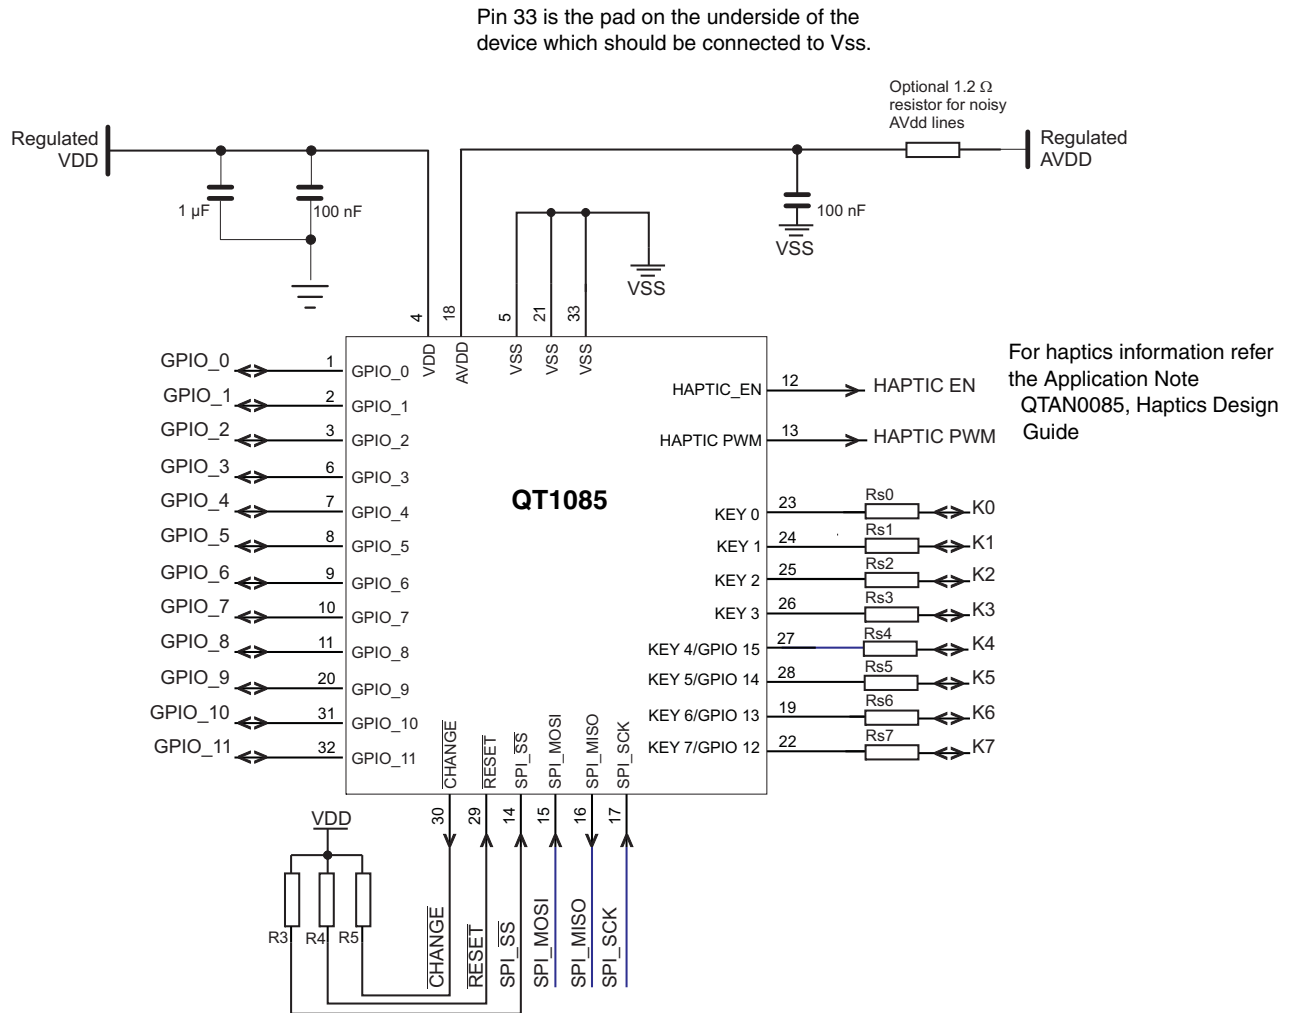 Pin 33 is the pad on the underside of the
device which should be connected to Vss.
Optional 1.2 Ω
resistor for noisy
AVdd lines
Regulated
VDD
Regulated
AVDD
1 µF
100 nF
100 nF
VSS
VSS
4
18
5
21
33
VDD
AVDD
VSS
VSS
VSS
GPIO_0
1
GPIO_0
GPIO_1
2
GPIO_1
GPIO_2
3
GPIO_2
GPIO_3
6
GPIO_3
GPIO_4
7
GPIO_4
GPIO_5
8
GPIO_5
GPIO_6
9
GPIO_6
GPIO_7
10
GPIO_7
GPIO_8
11
GPIO_8
GPIO_9
20
GPIO_9
GPIO_10
31
GPIO_10
GPIO_11
32
GPIO_11
QT1085
HAPTIC_EN
12
HAPTIC EN
HAPTIC PWM
13
HAPTIC PWM
For haptics information refer
the Application Note
QTAN0085, Haptics Design
Guide
KEY 0
23
Rs0
K0
KEY 1
24
Rs1
K1
KEY 2
25
Rs2
K2
KEY 3
26
Rs3
K3
KEY 4/GPIO 15
27
Rs4
K4
KEY 5/GPIO 14
28
Rs5
K5
KEY 6/GPIO 13
19
Rs6
K6
KEY 7/GPIO 12
22
Rs7
K7
CHANGE
RESET
SPI_SS
SPI_MOSI
SPI_MISO
SPI_SCK
30
29
14
15
16
17
VDD
R3
R4
R5
CHANGE
RESET
SPI_SS
SPI_MOSI
SPI_MISO
SPI_SCK